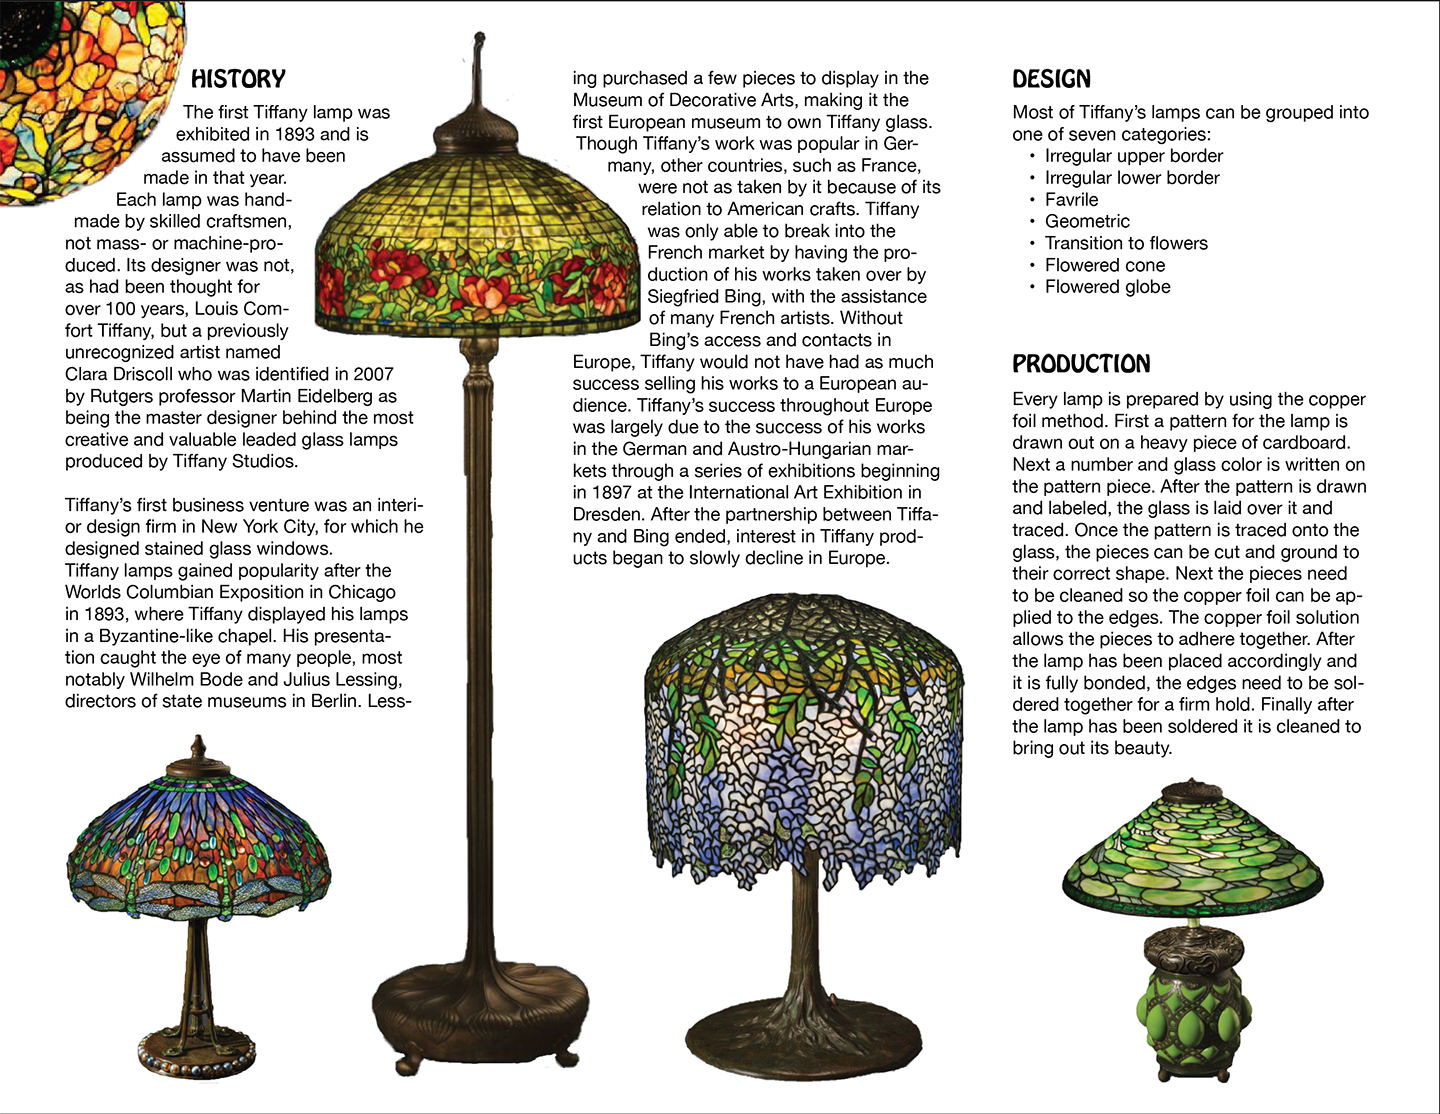 HISTORY
The first Tiffany lamp was
exhibited in 1893 and is
assumed to have been
made in that year.
Each lamp was hand-
made by skilled craftsmen,
not mass- or machine-pro-
duced. Its designer was not,
as had been thought for
over 100 years, Louis Com-
fort Tiffany, but a previously
unrecognized artist named
Clara Driscoll who was identified in 2007
by Rutgers professor Martin Eidelberg as
being the master designer behind the most
creative and valuable leaded glass lamps
produced by Tiffany Studios.
Tiffany's first business venture was an interi-
or design firm in New York City, for which he
designed stained glass windows.
Tiffany lamps gained popularity after the
Worlds Columbian Exposition in Chicago
in 1893, where Tiffany displayed his lamps
in a Byzantine-like chapel. His presenta-
tion caught the eye of many people, most
notably Wilhelm Bode and Julius Lessing,
directors of state museums in Berlin. Less-
ing purchased a few pieces to display in the
Museum of Decorative Arts, making it the
first European museum to own Tiffany glass.
Though Tiffany's work was popular in Ger-
many, other countries, such as France,
were not as taken by it because of its
relation to American crafts. Tiffany
was only able to break into the
French market by having the pro-
duction of his works taken over by
Siegfried Bing, with the assistance
of many French artists. Without
Bing's access and contacts in
Europe, Tiffany would not have had as much
success selling his works to a European au-
dience. Tiffany's success throughout Europe
was largely due to the success of his works
in the German and Austro-Hungarian mar-
kets through a series of exhibitions beginning
in 1897 at the International Art Exhibition in
Dresden. After the partnership between Tiffa-
ny and Bing ended, interest in Tiffany prod-
ucts began to slowly decline in Europe.
DESIGN
Most of Tiffany's lamps can be grouped into
one of seven categories:
• Irregular upper border
• Irregular lower border
• Favrile
• Geometric
• Transition to flowers
• Flowered cone
• Flowered globe
PRODUCTION
Every lamp is prepared by using the copper
foil method. First a pattern for the lamp is
drawn out on a heavy piece of cardboard.
Next a number and glass color is written on
the pattern piece. After the pattern is drawn
and labeled, the glass is laid over it and
traced. Once the pattern is traced onto the
glass, the pieces can be cut and ground to
their correct shape. Next the pieces need
to be cleaned so the copper foil can be ap-
plied to the edges. The copper foil solution
allows the pieces to adhere together. After
the lamp has been placed accordingly and
it is fully bonded, the edges need to be sol-
dered together for a firm hold. Finally after
the lamp has been soldered it is cleaned to
bring out its beauty.